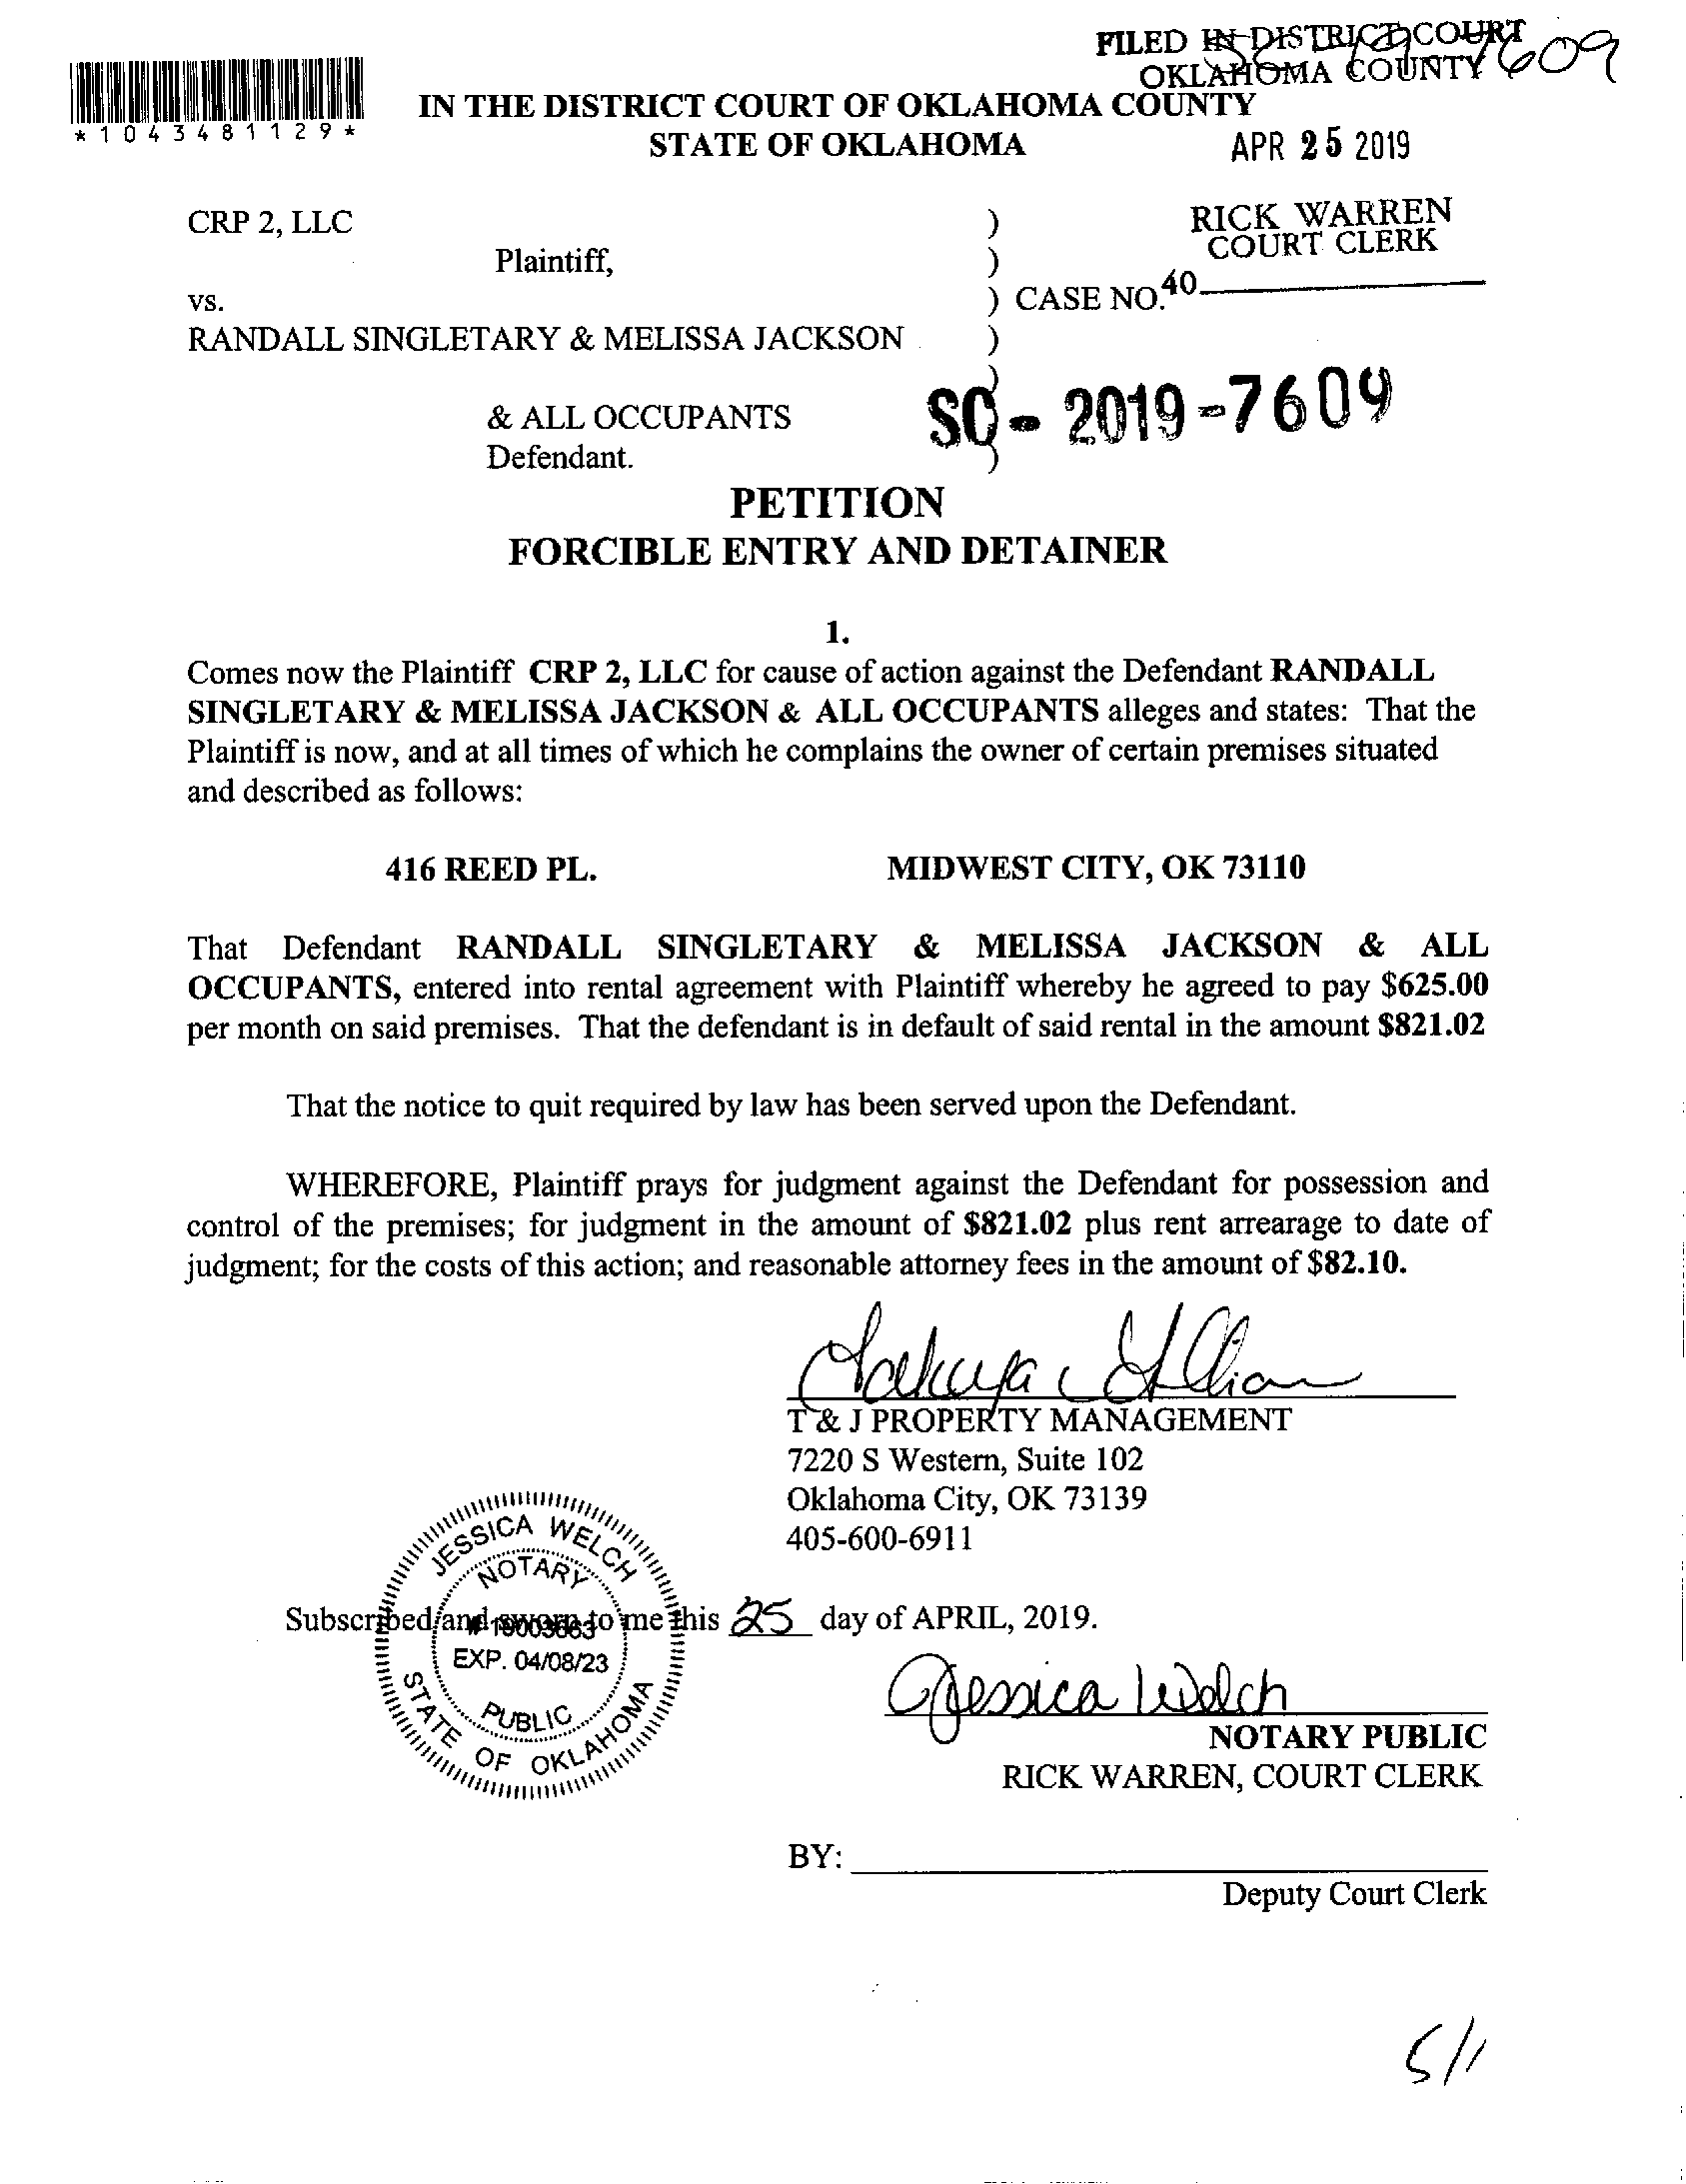 FILED IN DISTRICT COURT
OKLAHOMA COUNTY
*1043481129*
IN THE DISTRICT COURT OF OKLAHOMA COUNTY
STATE OF OKLAHOMA
APR 25 2019
RICK WARREN
COURT CLERK
CRP 2, LLC )
Plaintiff, )
vs. ) CASE NO. 40
RANDALL SINGLETARY & MELISSA JACKSON )
)
& ALL OCCUPANTS
SC-2019-7609
Defendant. )
PETITION
FORCIBLE ENTRY AND DETAINER
1.
Comes now the Plaintiff CRP 2, LLC for cause of action against the Defendant RANDALL
SINGLETARY & MELISSA JACKSON & ALL OCCUPANTS alleges and states: That the
Plaintiff is now, and at all times of which he complains the owner of certain premises situated
and described as follows:
416 REED PL. MIDWEST CITY, OK 73110
That Defendant RANDALL SINGLETARY & MELISSA JACKSON & ALL
OCCUPANTS, entered into rental agreement with Plaintiff whereby he agreed to pay $625.00
per month on said premises. That the defendant is in default of said rental in the amount $821.02
That the notice to quit required by law has been served upon the Defendant.
WHEREFORE, Plaintiff prays for judgment against the Defendant for possession and
control of the premises; for judgment in the amount of $821.02 plus rent arrearage to date of
judgment; for the costs of this action; and reasonable attorney fees in the amount of $82.10.
T & J PROPERTY MANAGEMENT
7220 S Western, Suite 102
Oklahoma City, OK 73139
405-600-6911
JESSICA WELCH
NOTARY
EXP. 04/08/23
PUBLIC
STATE OF OKLAHOMA
Subscribed and sworn to me this 25 day of APRIL, 2019.
Jessica Welch
NOTARY PUBLIC
RICK WARREN, COURT CLERK
BY:
Deputy Court Clerk
5/1